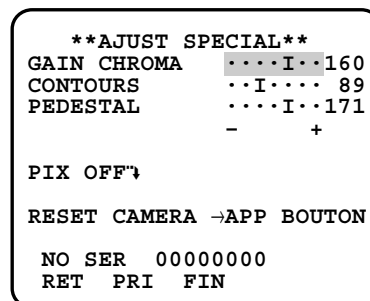 **AJUST SPECIAL**
GAIN CHROMA ····I··160
CONTOURS ··I···· 89
PEDESTAL ····I··171
– +
PIX OFF
RESET CAMERA →APP BOUTON
NO SER 00000000
RET PRI FIN